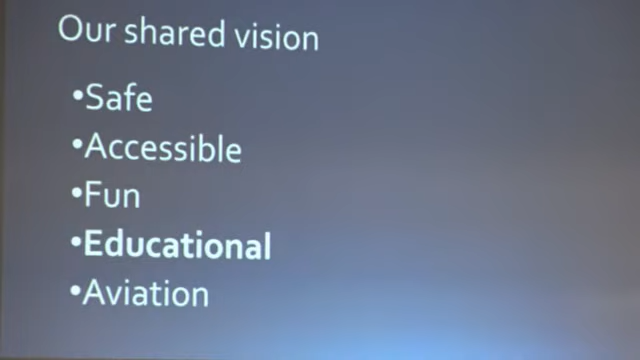 Our shared vision
•Safe
•Accessible
•Fun
•Educational
•Aviation